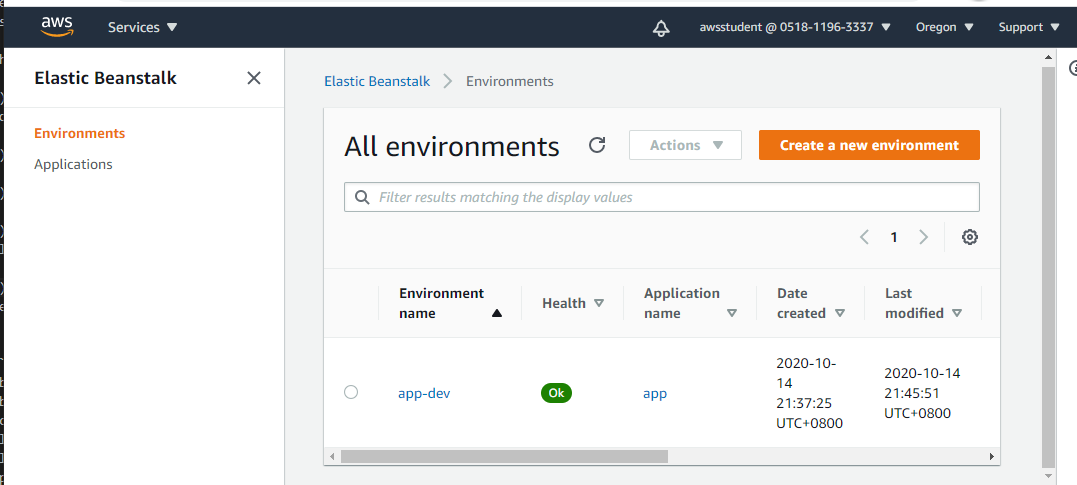 aws Services awsstudent @ 0518-1196-3337 Oregon Support
Elastic Beanstalk
Environments
Applications
Elastic Beanstalk Environments
All environments Actions Create a new environment
Filter results matching the display values
1
Environment name Health Application name Date created Last modified
app-dev Ok app 2020-10-14 21:37:25 UTC+0800 2020-10-14 21:45:51 UTC+0800